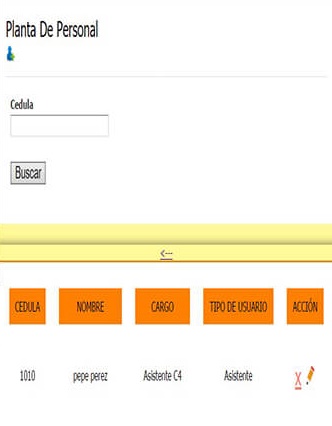 Planta De Personal
Cedula
Buscar
<---
CEDULA NOMBRE CARGO TIPO DE USUARIO ACCIÓN
1010 pepe perez Asistente C4 Asistente X